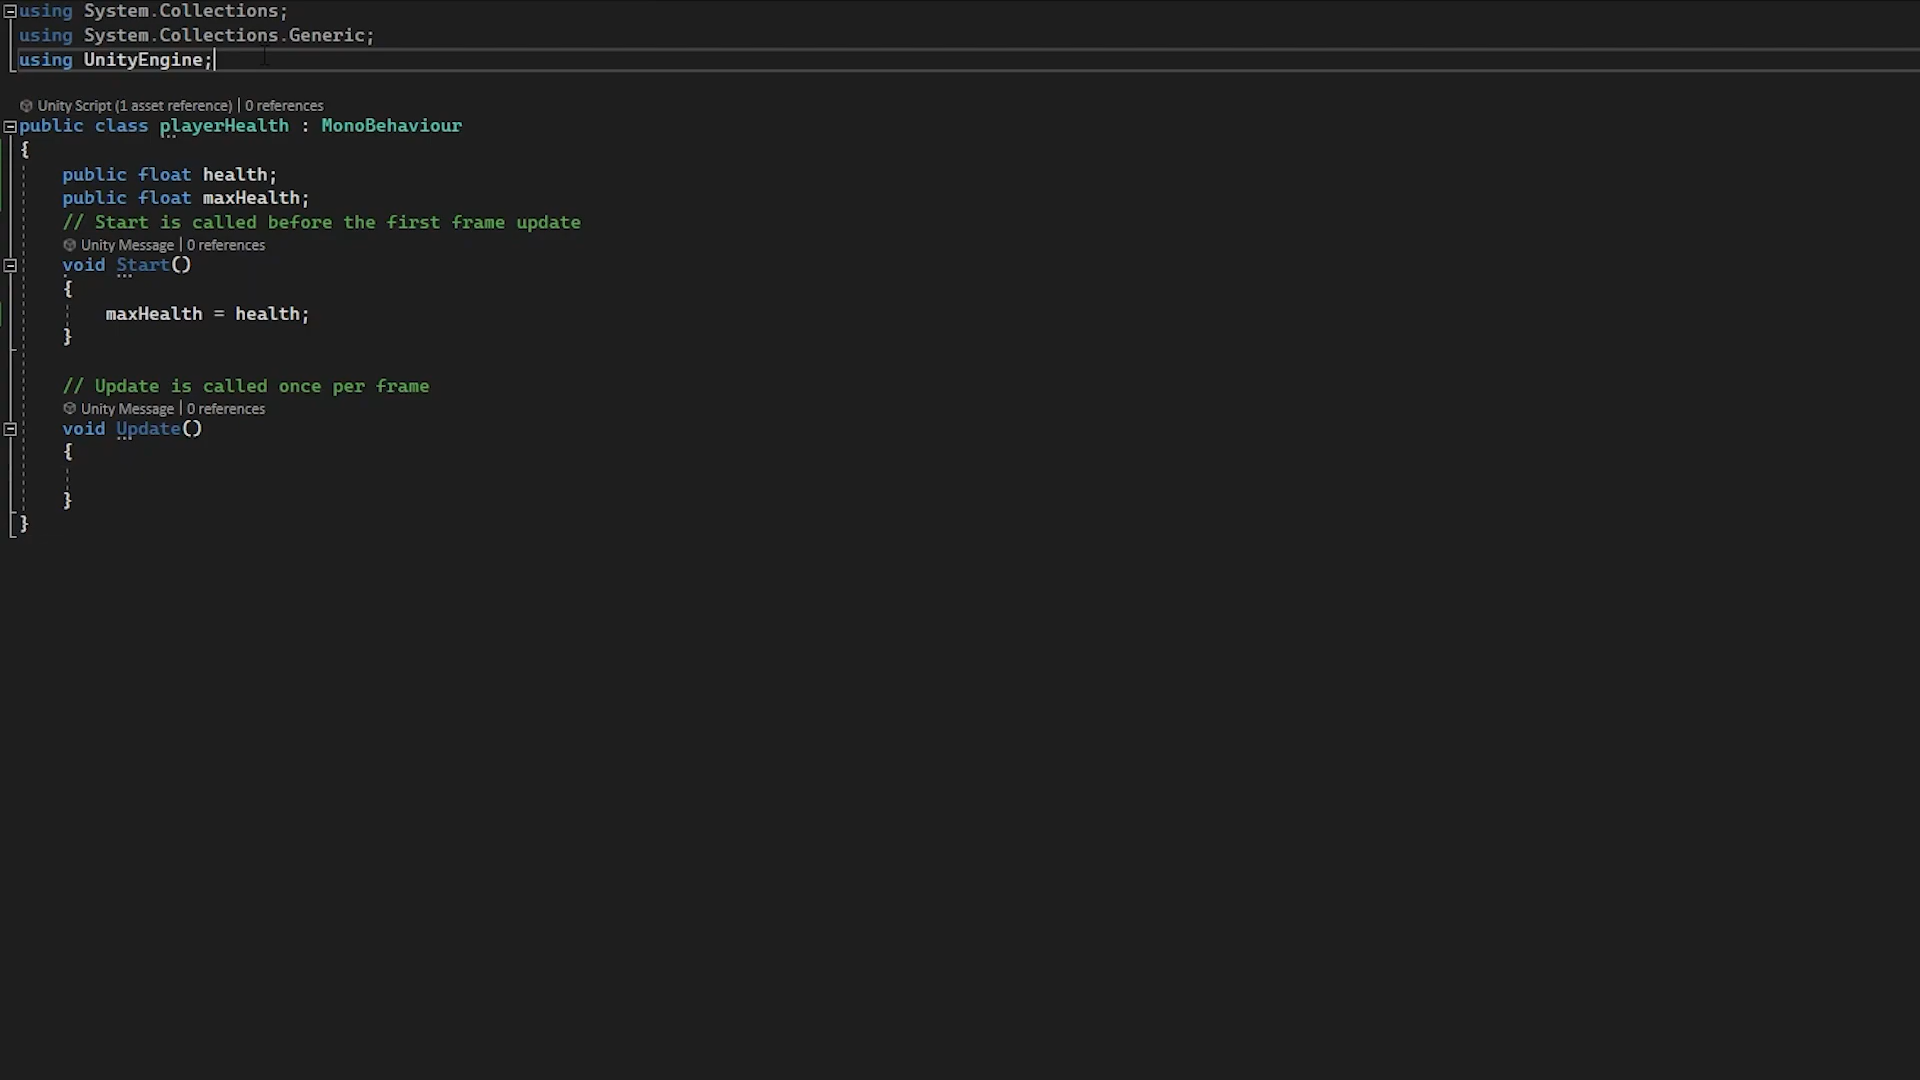 using System.Collections;
using System.Collections.Generic;
using UnityEngine;
Unity Script (1 asset reference) | 0 references
public class playerHealth : MonoBehaviour
{
public float health;
public float maxHealth;
// Start is called before the first frame update
Unity Message | 0 references
void Start()
{
maxHealth = health;
}
// Update is called once per frame
Unity Message | 0 references
void Update()
{
}
}